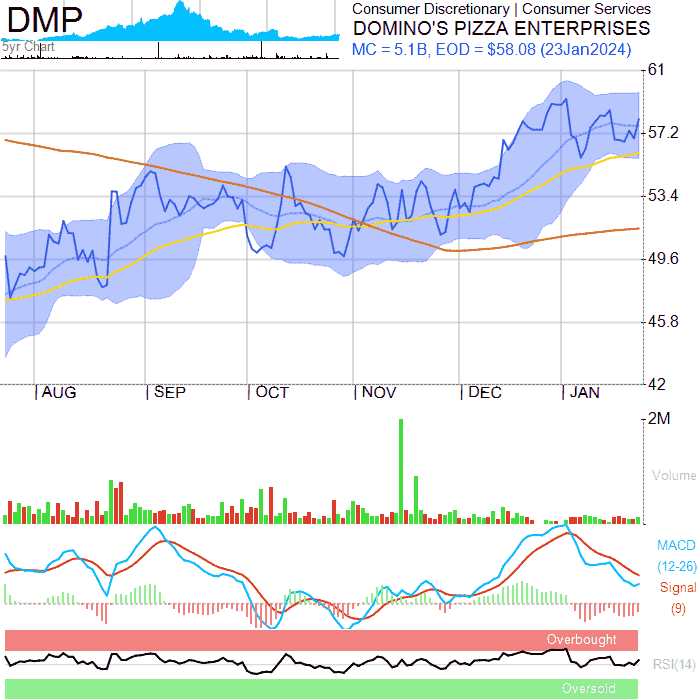 DMP
5yr Chart
Consumer Discretionary | Consumer Services
DOMINO'S PIZZA ENTERPRISES
MC = 5.1B, EOD = $58.08 (23Jan2024)
61
57.2
53.4
49.6
45.8
42
AUG SEP OCT NOV DEC JAN
2M
Volume
MACD
(12-26)
Signal
(9)
Overbought
RSI(14)
Oversold